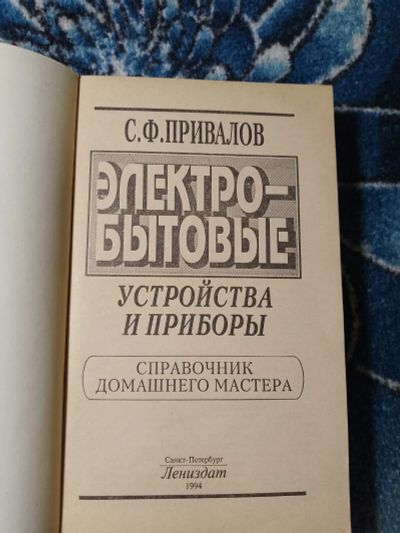 С.Ф.ПРИВАЛОВ
ЭЛЕКТРО-
БЫТОВЫЕ
УСТРОЙСТВА
И ПРИБОРЫ
СПРАВОЧНИК
ДОМАШНЕГО МАСТЕРА
Санкт-Петербург
Лениздат
1994